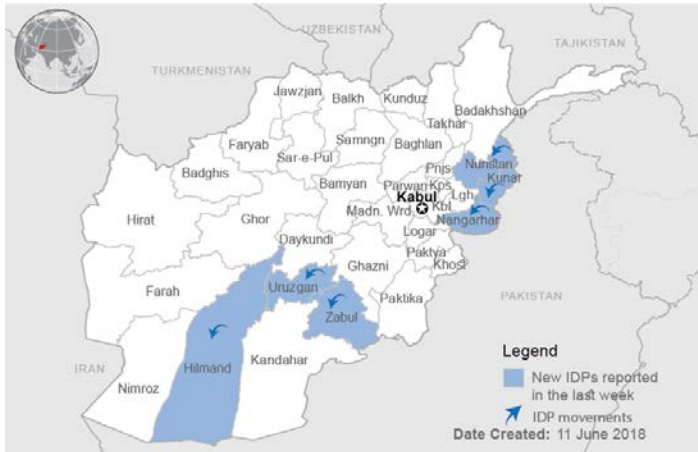 UZBEKISTAN
TAJIKISTAN
TURKMENISTAN
Jawzjan
Balkh
Kunduz
Badakhshan
Takhar
Faryab
Samngn
Baghlan
Sar-e-Pul
Nuristan
Badghis
Prijs
Kunar
Bamyan
Parwan
Kps
Lgh
Kabul
Kbl
Hirat
Ghor
Madn. Wrd.
Nangarhar
Daykundi
Logar
Paktya
Khost
Ghazni
Uruzgan
Farah
Zabul
Paktika
PAKISTAN
IRAN
Nimroz
Hilmand
Kandahar
Legend
New IDPs reported
in the last week
IDP movements
Date Created: 11 June 2018